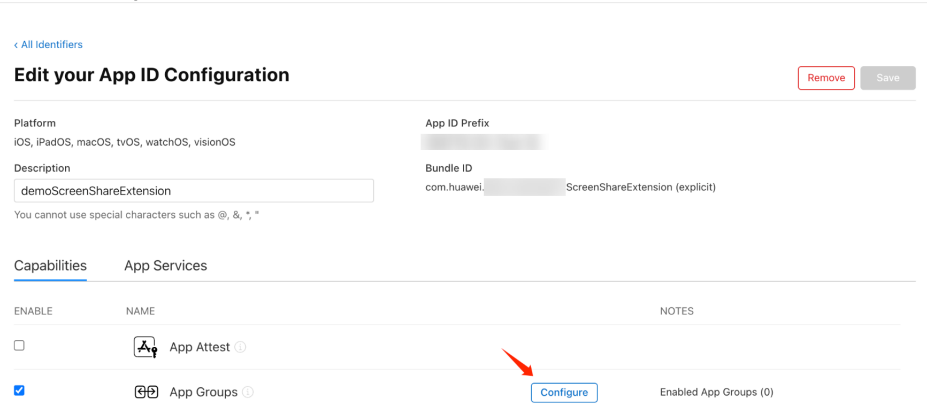 ‹ All Identifiers
Edit your App ID Configuration
Remove
Save
Platform
iOS, iPadOS, macOS, tvOS, watchOS, visionOS
App ID Prefix
Description
demoScreenShareExtension
You cannot use special characters such as @, &, *, "
Bundle ID
com.huawei. ScreenShareExtension (explicit)
Capabilities App Services
ENABLE NAME NOTES
App Attest
App Groups Configure Enabled App Groups (0)